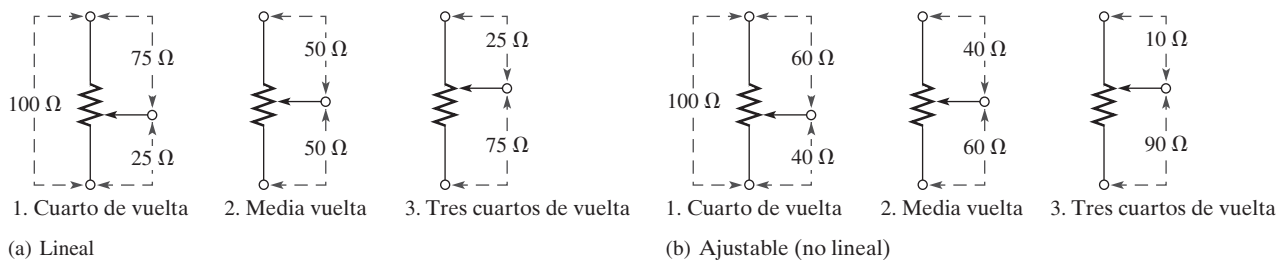 100 Ω
75 Ω
25 Ω
1. Cuarto de vuelta
50 Ω
50 Ω
2. Media vuelta
25 Ω
75 Ω
3. Tres cuartos de vuelta
(a) Lineal
100 Ω
60 Ω
40 Ω
1. Cuarto de vuelta
40 Ω
60 Ω
2. Media vuelta
10 Ω
90 Ω
3. Tres cuartos de vuelta
(b) Ajustable (no lineal)